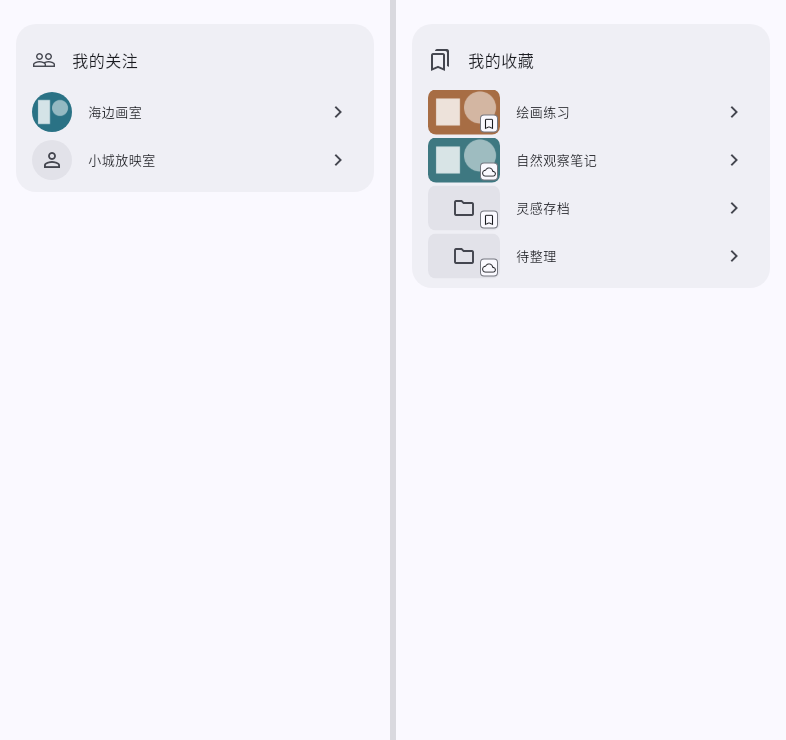 我的关注
海边画室
小城放映室
我的收藏
绘画练习
自然观察笔记
灵感存档
待整理